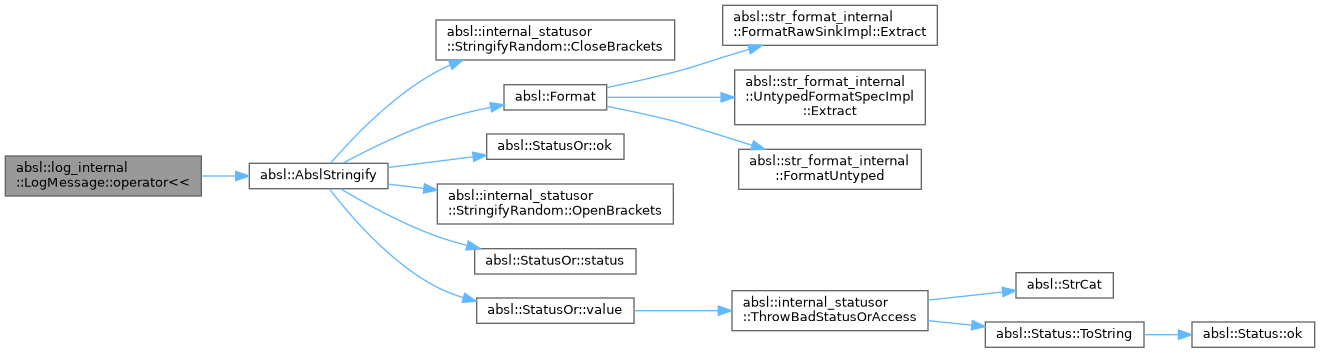 absl::log_internal
::LogMessage::operator<<
absl::AbslStringify
absl::internal_statusor
::StringifyRandom::CloseBrackets
absl::Format
absl::str_format_internal
::FormatRawSinkImpl::Extract
absl::str_format_internal
::UntypedFormatSpecImpl
::Extract
absl::str_format_internal
::FormatUntyped
absl::StatusOr::ok
absl::internal_statusor
::StringifyRandom::OpenBrackets
absl::StatusOr::status
absl::StatusOr::value
absl::internal_statusor
::ThrowBadStatusOrAccess
absl::StrCat
absl::Status::ToString
absl::Status::ok